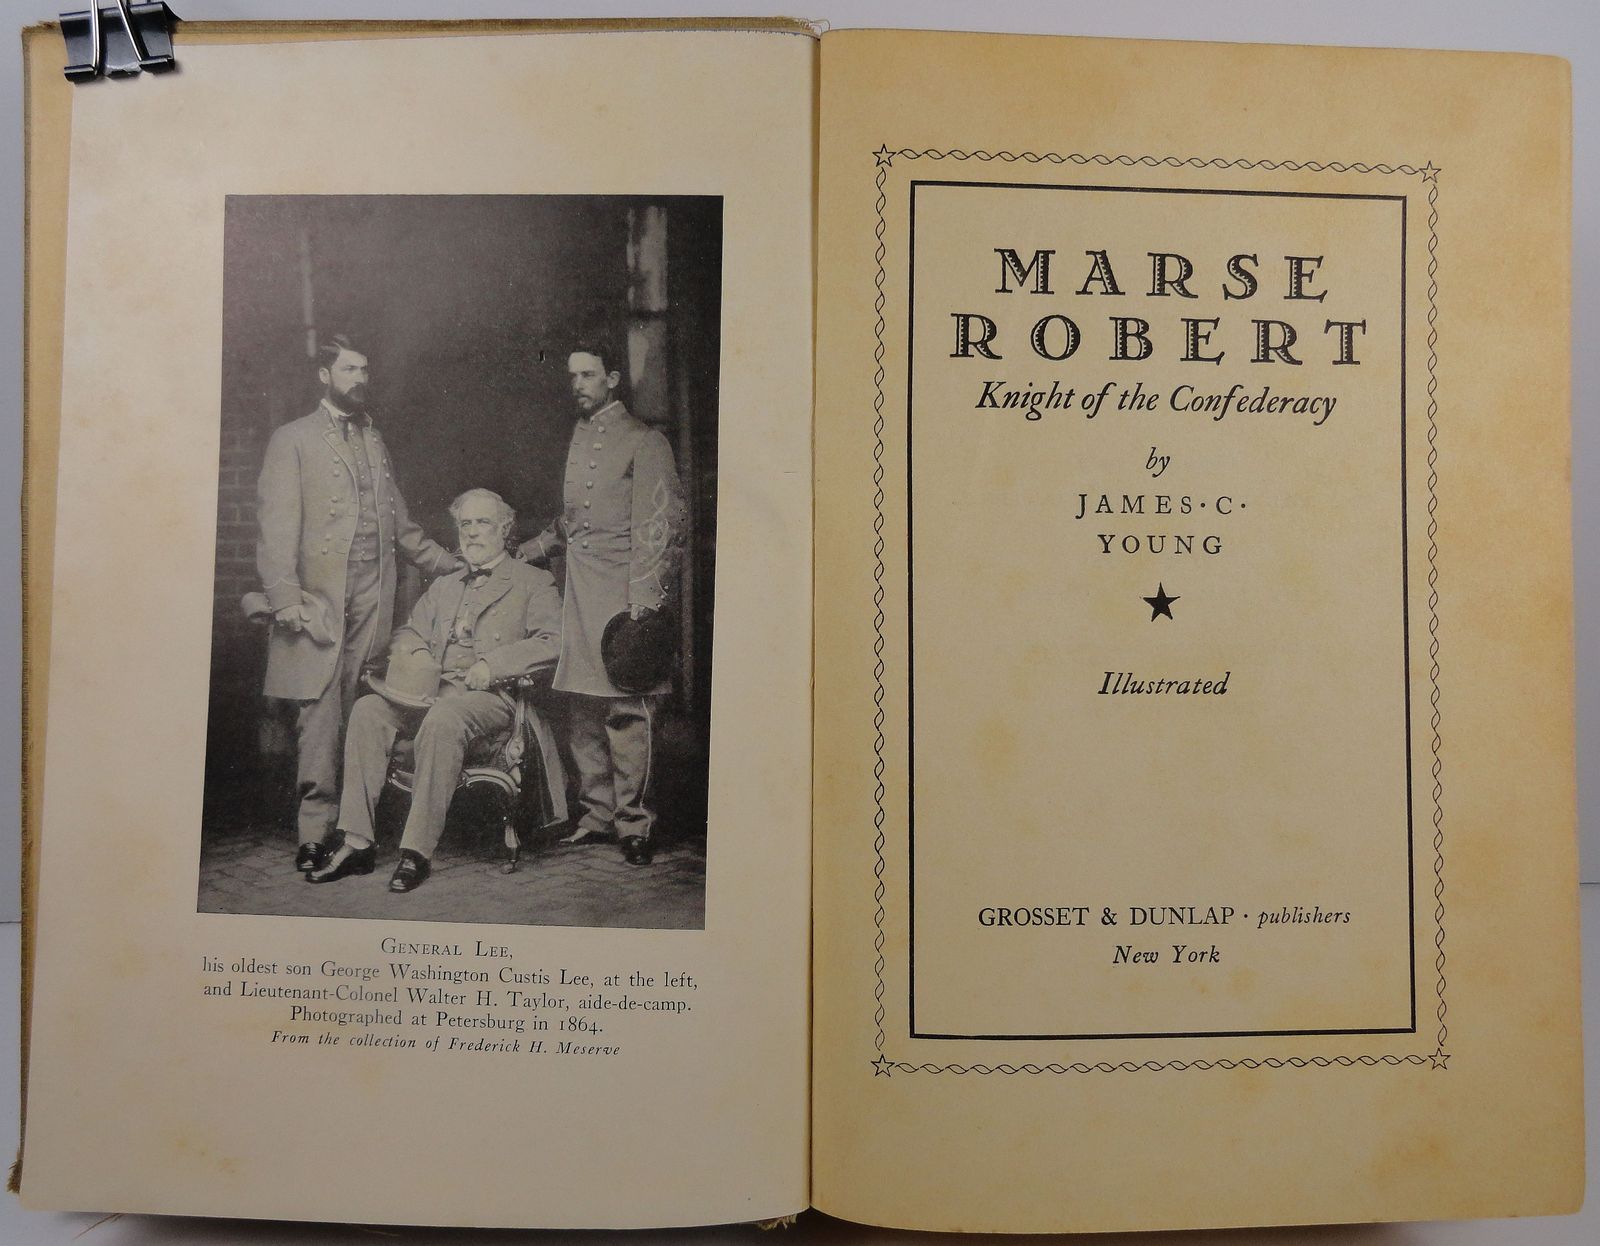 GENERAL LEE,
his oldest son George Washington Custis Lee, at the left,
and Lieutenant-Colonel Walter H. Taylor, aide-de-camp.
Photographed at Petersburg in 1864.
From the collection of Frederick H. Meserve
MARSE
ROBERT
Knight of the Confederacy
by
JAMES·C·
YOUNG
★
Illustrated
GROSSET & DUNLAP · publishers
New York